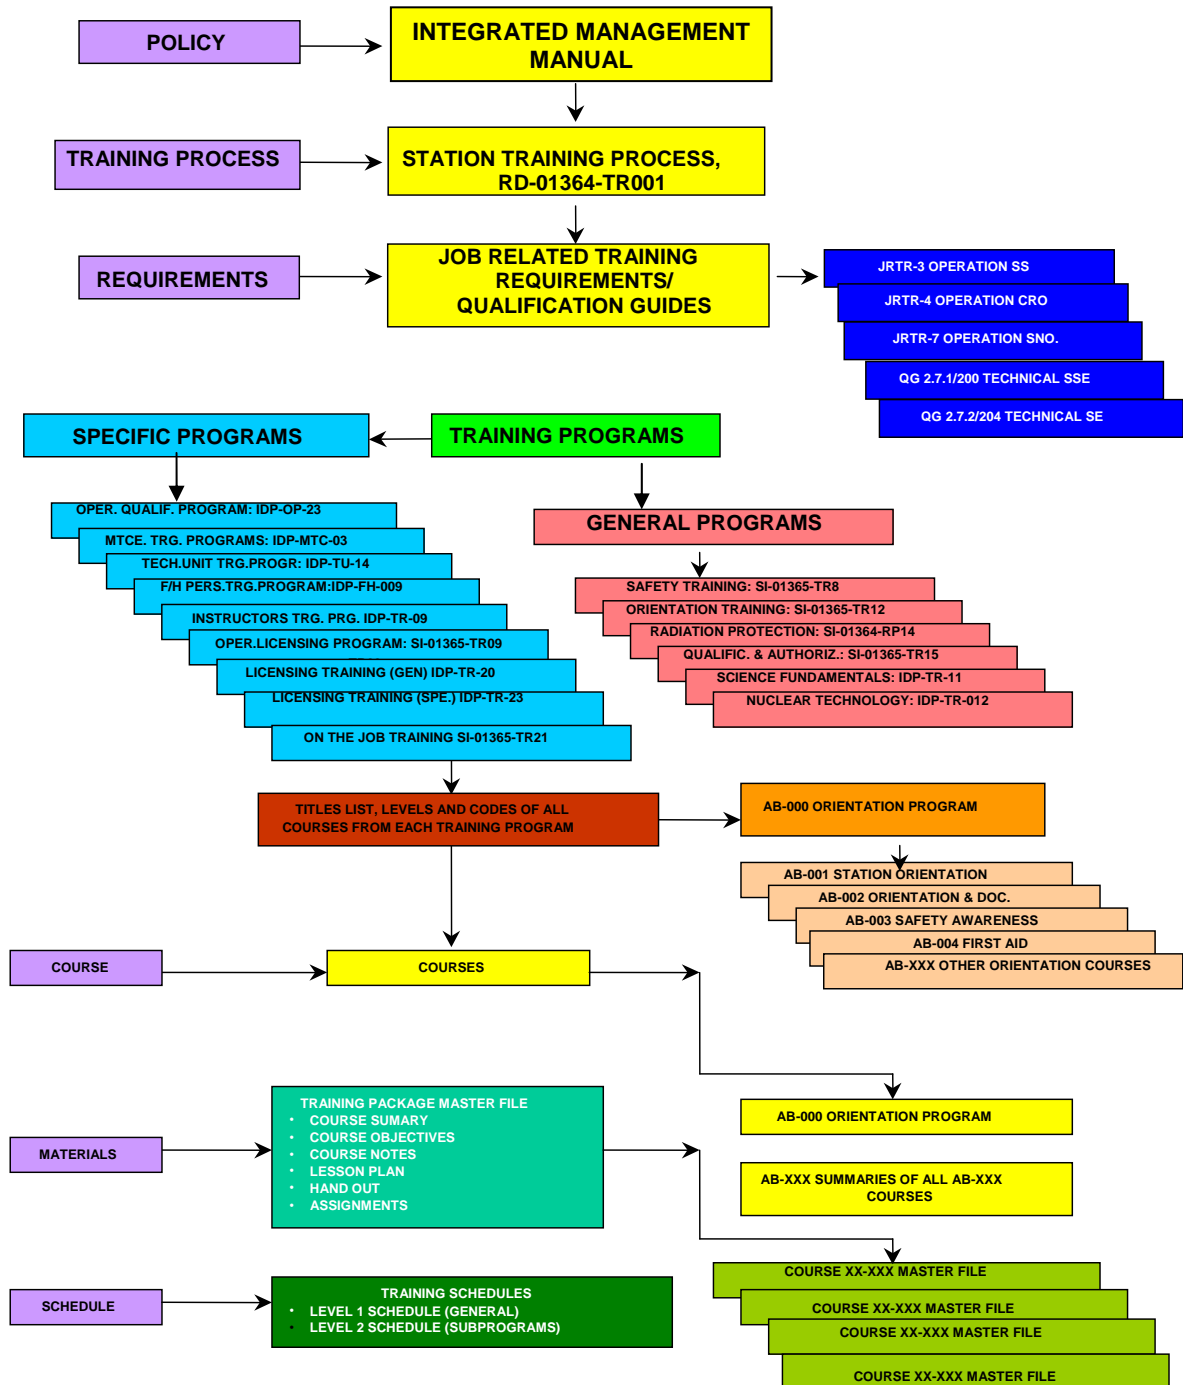 POLICY
INTEGRATED MANAGEMENT
MANUAL
TRAINING PROCESS
STATION TRAINING PROCESS,
RD-01364-TR001
REQUIREMENTS
JOB RELATED TRAINING
REQUIREMENTS/
QUALIFICATION GUIDES
JRTR-3 OPERATION SS
JRTR-4 OPERATION CRO
JRTR-7 OPERATION SNO.
QG 2.7.1/200 TECHNICAL SSE
QG 2.7.2/204 TECHNICAL SE
SPECIFIC PROGRAMS
TRAINING PROGRAMS
OPER. QUALIF. PROGRAM: IDP-OP-23
MTCE. TRG. PROGRAMS: IDP-MTC-03
TECH.UNIT TRG.PROGR: IDP-TU-14
F/H PERS.TRG.PROGRAM:IDP-FH-009
INSTRUCTORS TRG. PRG. IDP-TR-09
OPER.LICENSING PROGRAM: SI-01365-TR09
LICENSING TRAINING (GEN) IDP-TR-20
LICENSING TRAINING (SPE.) IDP-TR-23
ON THE JOB TRAINING SI-01365-TR21
GENERAL PROGRAMS
SAFETY TRAINING: SI-01365-TR8
ORIENTATION TRAINING: SI-01365-TR12
RADIATION PROTECTION: SI-01364-RP14
QUALIFIC. & AUTHORIZ.: SI-01365-TR15
SCIENCE FUNDAMENTALS: IDP-TR-11
NUCLEAR TECHNOLOGY: IDP-TR-012
TITLES LIST, LEVELS AND CODES OF ALL
COURSES FROM EACH TRAINING PROGRAM
AB-000 ORIENTATION PROGRAM
AB-001 STATION ORIENTATION
AB-002 ORIENTATION & DOC.
AB-003 SAFETY AWARENESS
AB-004 FIRST AID
AB-XXX OTHER ORIENTATION COURSES
COURSE
COURSES
AB-000 ORIENTATION PROGRAM
AB-XXX SUMMARIES OF ALL AB-XXX
COURSES
MATERIALS
TRAINING PACKAGE MASTER FILE
• COURSE SUMARY
• COURSE OBJECTIVES
• COURSE NOTES
• LESSON PLAN
• HAND OUT
• ASSIGNMENTS
COURSE XX-XXX MASTER FILE
COURSE XX-XXX MASTER FILE
COURSE XX-XXX MASTER FILE
COURSE XX-XXX MASTER FILE
SCHEDULE
TRAINING SCHEDULES
• LEVEL 1 SCHEDULE (GENERAL)
• LEVEL 2 SCHEDULE (SUBPROGRAMS)